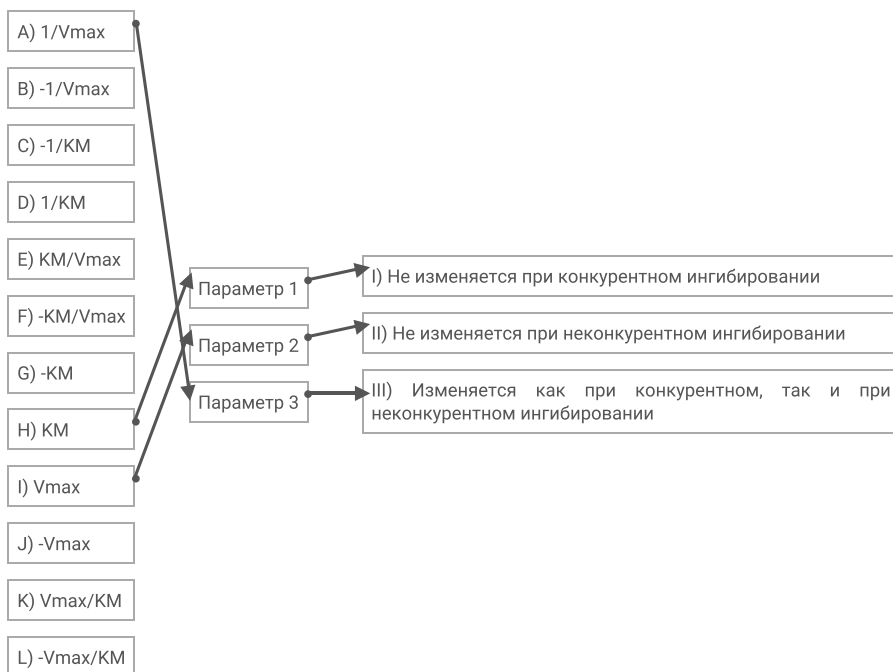 A) 1/Vmax
B) -1/Vmax
C) -1/KM
D) 1/KM
E) KM/Vmax
F) -KM/Vmax
G) -KM
H) KM
I) Vmax
J) -Vmax
K) Vmax/KM
L) -Vmax/KM
Параметр 1
Параметр 2
Параметр 3
I) Не изменяется при конкурентном ингибировании
II) Не изменяется при неконкурентном ингибировании
III) Изменяется как при конкурентном, так и при
неконкурентном ингибировании